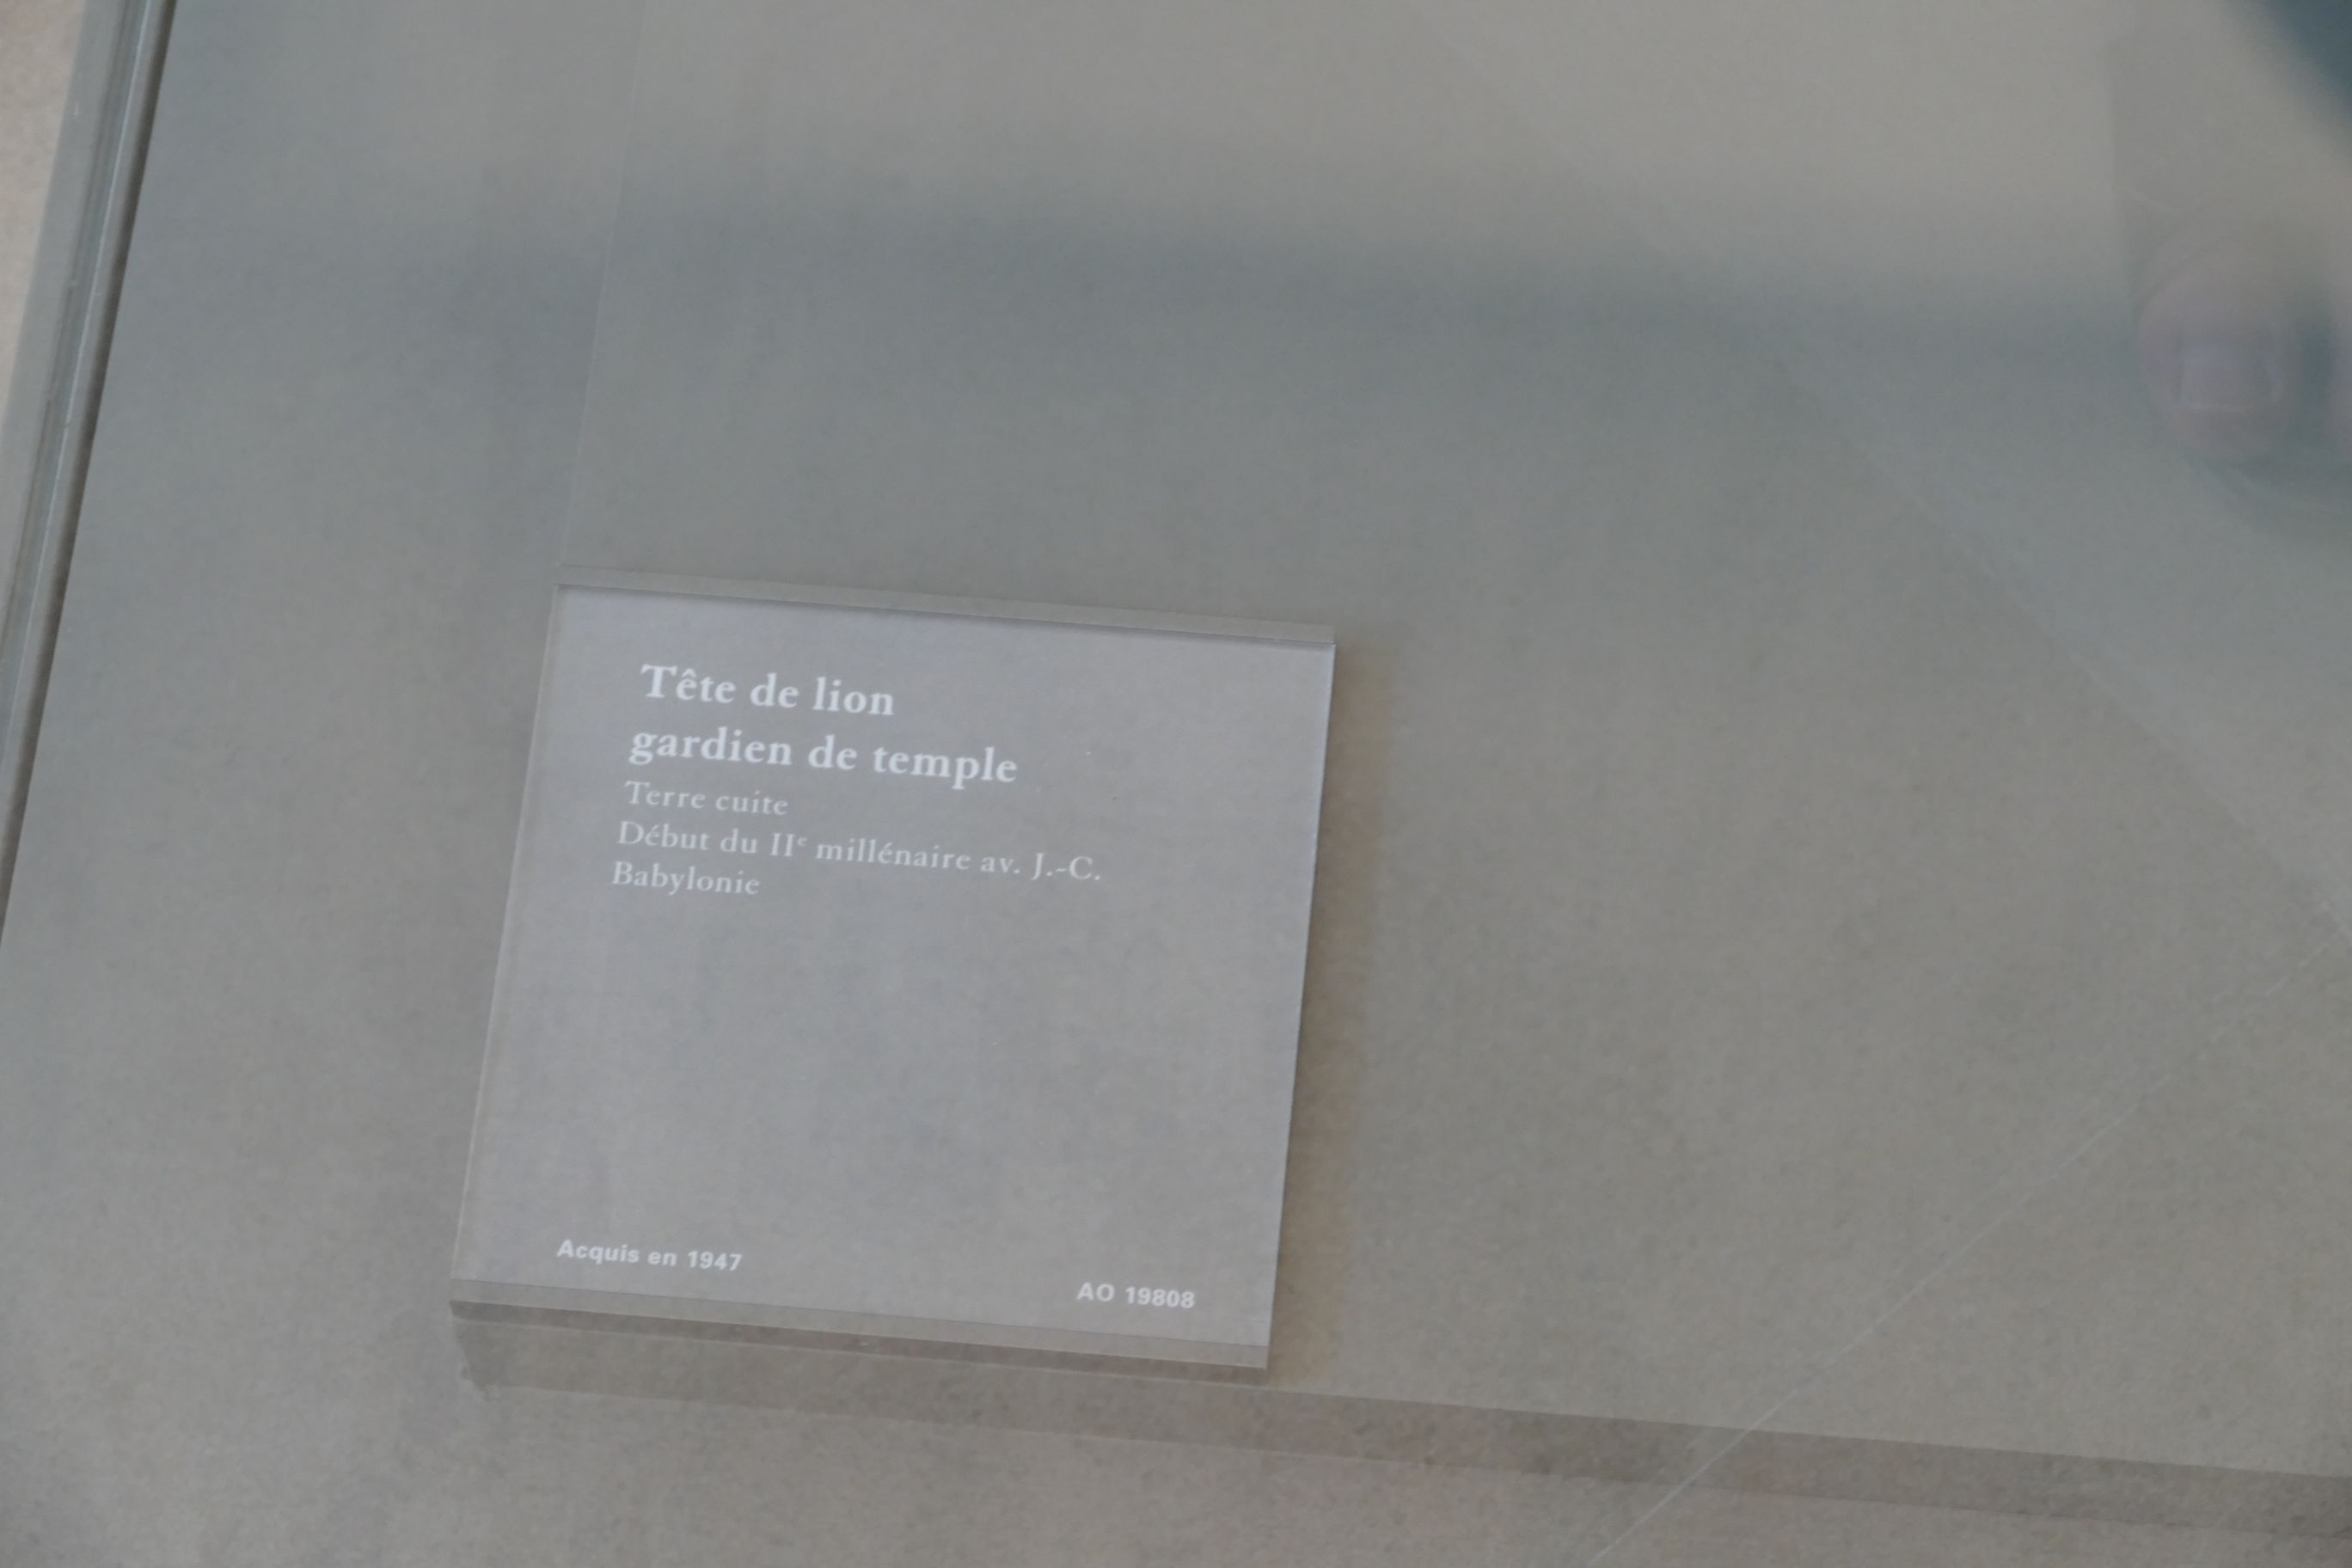 Tête de lion
gardien de temple
Terre cuite
Début du IIᵉ millénaire av. J.-C.
Babylonie
Acquis en 1947
AO 19808